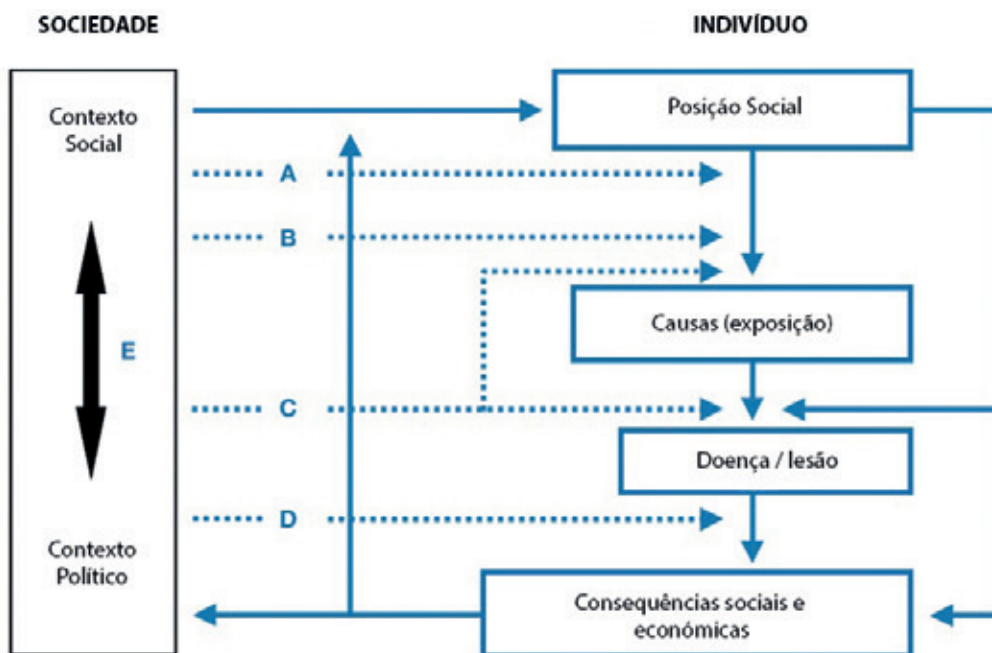 SOCIEDADE
INDIVÍDUO
Contexto
Social
Posição Social
A
B
Causas (exposição)
E
C
Doença / lesão
D
Contexto
Político
Consequências sociais e
económicas